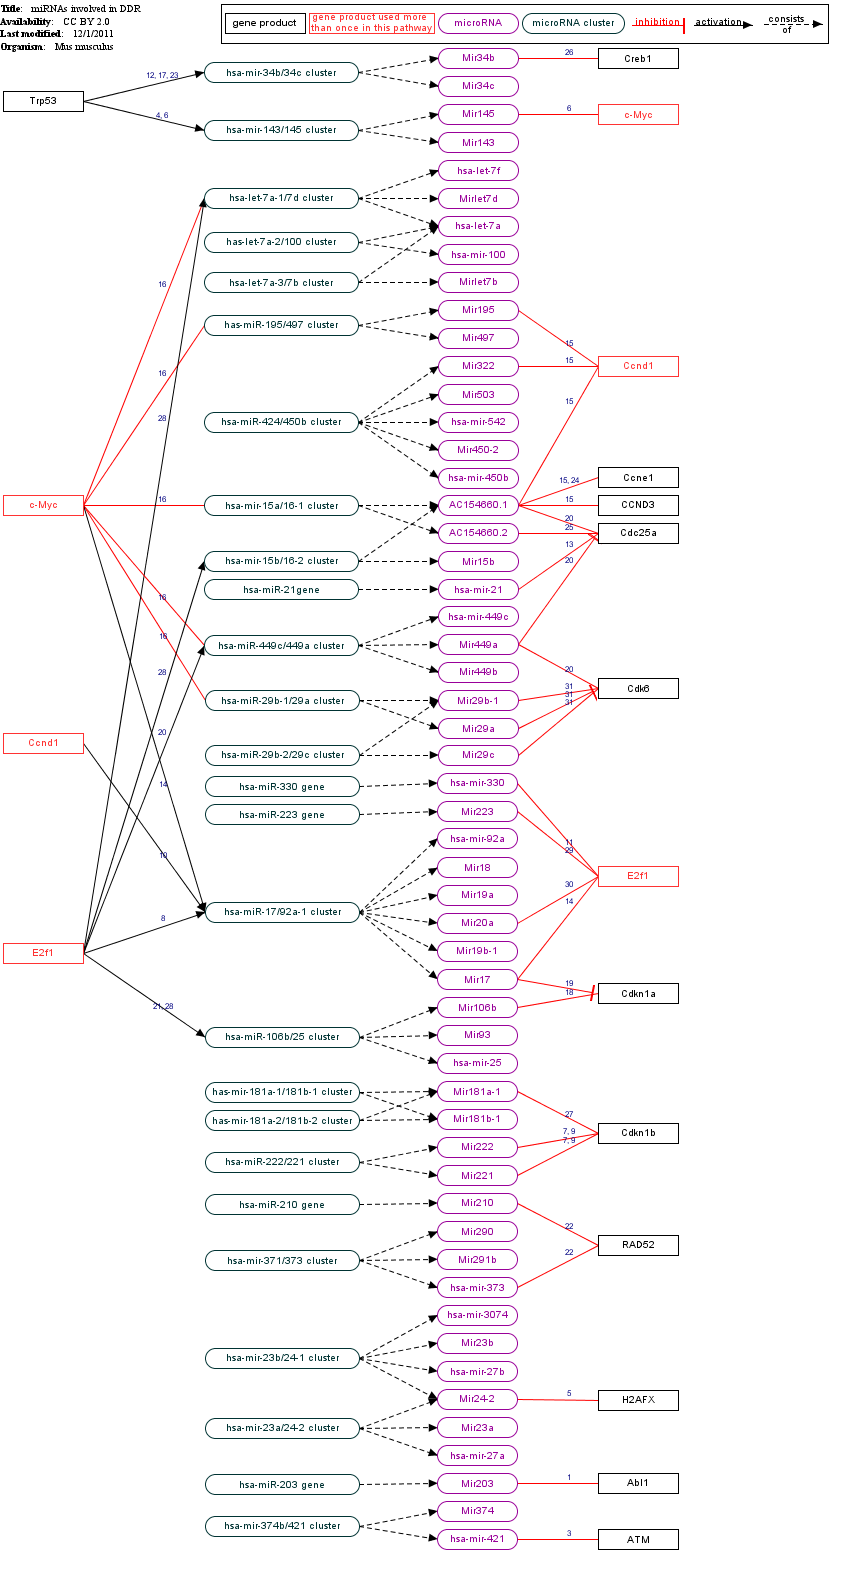 Title: miRNAs involved in DDR
Availability: CC BY 2.0
Last modified: 12/1/2011
Organism: Mus musculus
gene product
gene product used more
than once in this pathway
microRNA
microRNA cluster
inhibition
activation
consists
of
Trp53
12, 17, 23
4, 6
hsa-mir-34b/34c cluster
Mir34b
26
Creb1
Mir34c
hsa-mir-143/145 cluster
Mir145
6
c-Myc
Mir143
hsa-let-7f
hsa-let-7a-1/7d cluster
Mirlet7d
hsa-let-7a
has-let-7a-2/100 cluster
hsa-mir-100
hsa-let-7a-3/7b cluster
Mirlet7b
16
Mir195
has-miR-195/497 cluster
Mir497
15
Mir322
15
Ccnd1
16
Mir503
15
28
hsa-miR-424/450b cluster
hsa-mir-542
Mir450-2
hsa-mir-450b
15, 24
Ccne1
c-Myc
16
hsa-mir-15a/16-1 cluster
AC154660.1
15
CCND3
20
AC154660.2
25
Cdc25a
13
hsa-mir-15b/16-2 cluster
Mir15b
20
hsa-miR-21gene
hsa-mir-21
16
hsa-mir-449c
16
hsa-miR-449c/449a cluster
Mir449a
28
Mir449b
20
31
31
31
Cdk6
hsa-miR-29b-1/29a cluster
Mir29b-1
20
Mir29a
Ccnd1
hsa-miR-29b-2/29c cluster
Mir29c
14
hsa-miR-330 gene
hsa-mir-330
hsa-miR-223 gene
Mir223
hsa-mir-92a
11
29
10
Mir18
E2f1
30
Mir19a
14
8
hsa-miR-17/92a-1 cluster
Mir20a
E2f1
Mir19b-1
Mir17
19
18
Cdkn1a
21, 28
Mir106b
hsa-miR-106b/25 cluster
Mir93
hsa-mir-25
has-mir-181a-1/181b-1 cluster
Mir181a-1
has-mir-181a-2/181b-2 cluster
Mir181b-1
27
7, 9
7, 9
Cdkn1b
Mir222
hsa-miR-222/221 cluster
Mir221
hsa-miR-210 gene
Mir210
22
Mir290
RAD52
22
hsa-mir-371/373 cluster
Mir291b
hsa-mir-373
hsa-mir-3074
Mir23b
hsa-mir-23b/24-1 cluster
hsa-mir-27b
Mir24-2
5
H2AFX
hsa-mir-23a/24-2 cluster
Mir23a
hsa-mir-27a
hsa-miR-203 gene
Mir203
1
Abl1
Mir374
hsa-mir-374b/421 cluster
hsa-mir-421
3
ATM